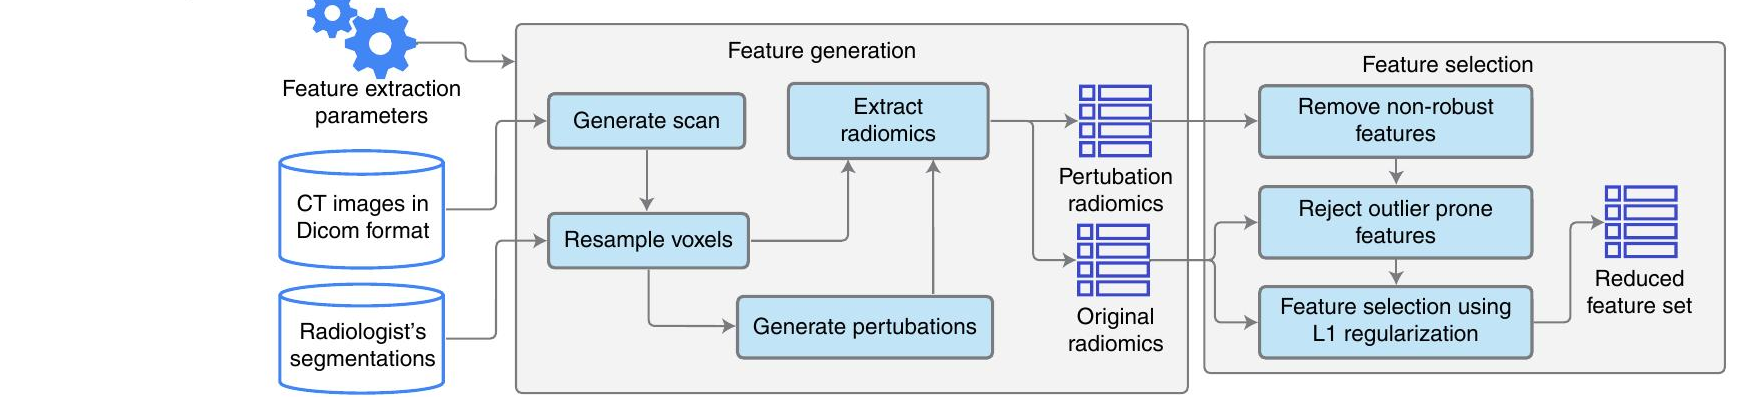 Feature extraction
parameters
CT images in
Dicom format
Radiologist's
segmentations
Feature generation
Generate scan
Resample voxels
Extract
radiomics
Generate pertubations
Pertubation
radiomics
Original
radiomics
Feature selection
Remove non-robust
features
Reject outlier prone
features
Feature selection using
L1 regularization
Reduced
feature set